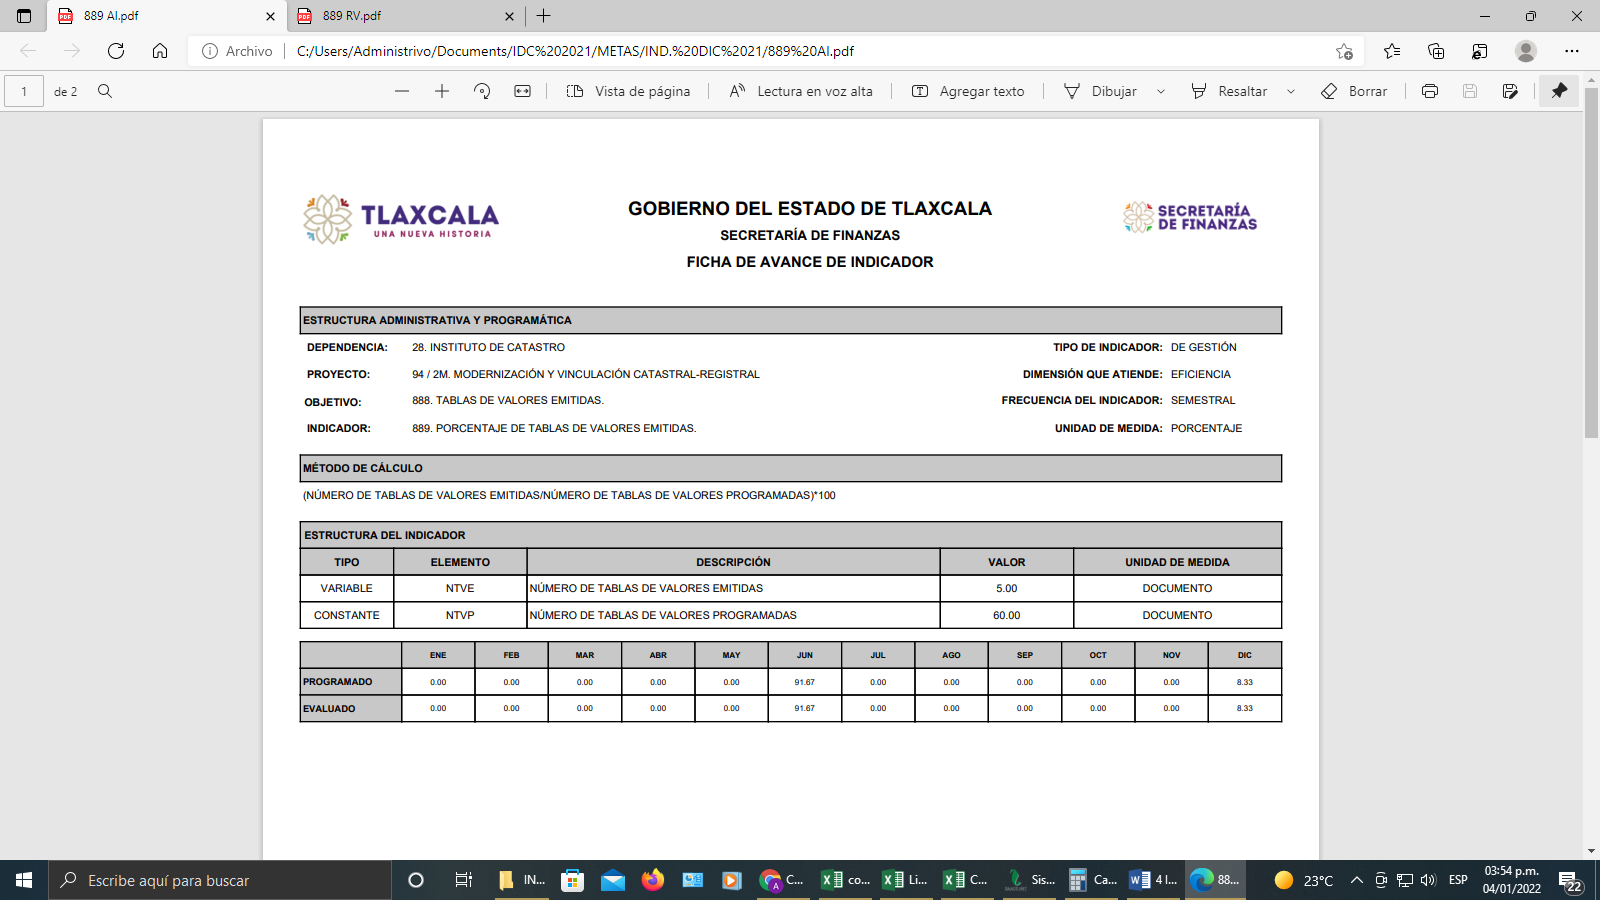 889 AI.pdf
889 RV.pdf
Archivo
C:/Users/Administrivo/Documents/IDC%202021/METAS/IND.%20DIC%2021/889%20AI.pdf
1 de 2
Vista de página
Lectura en voz alta
Agregar texto
Dibujar
Resaltar
Borrar
TLAXCALA
UNA NUEVA HISTORIA
GOBIERNO DEL ESTADO DE TLAXCALA
SECRETARÍA DE FINANZAS
FICHA DE AVANCE DE INDICADOR
SECRETARÍA
DE FINANZAS
ESTRUCTURA ADMINISTRATIVA Y PROGRAMÁTICA
DEPENDENCIA: 28. INSTITUTO DE CATASTRO TIPO DE INDICADOR: DE GESTIÓN
PROYECTO: 94 / 2M. MODERNIZACIÓN Y VINCULACIÓN CATASTRAL-REGISTRAL DIMENSIÓN QUE ATIENDE: EFICIENCIA
OBJETIVO: 888. TABLAS DE VALORES EMITIDAS. FRECUENCIA DEL INDICADOR: SEMESTRAL
INDICADOR: 889. PORCENTAJE DE TABLAS DE VALORES EMITIDAS. UNIDAD DE MEDIDA: PORCENTAJE
MÉTODO DE CÁLCULO
(NÚMERO DE TABLAS DE VALORES EMITIDAS/NÚMERO DE TABLAS DE VALORES PROGRAMADAS)*100
ESTRUCTURA DEL INDICADOR
TIPO ELEMENTO DESCRIPCIÓN VALOR UNIDAD DE MEDIDA
VARIABLE NTVE NÚMERO DE TABLAS DE VALORES EMITIDAS 5.00 DOCUMENTO
CONSTANTE NTVP NÚMERO DE TABLAS DE VALORES PROGRAMADAS 60.00 DOCUMENTO
ENE FEB MAR ABR MAY JUN JUL AGO SEP OCT NOV DIC
PROGRAMADO 0.00 0.00 0.00 0.00 0.00 91.67 0.00 0.00 0.00 0.00 0.00 8.33
EVALUADO 0.00 0.00 0.00 0.00 0.00 91.67 0.00 0.00 0.00 0.00 0.00 8.33
Escribe aquí para buscar
IN...
C...
co...
Li...
C...
Sis...
Ca...
4 I...
88...
23°C
ESP
03:54 p.m.
04/01/2022
22